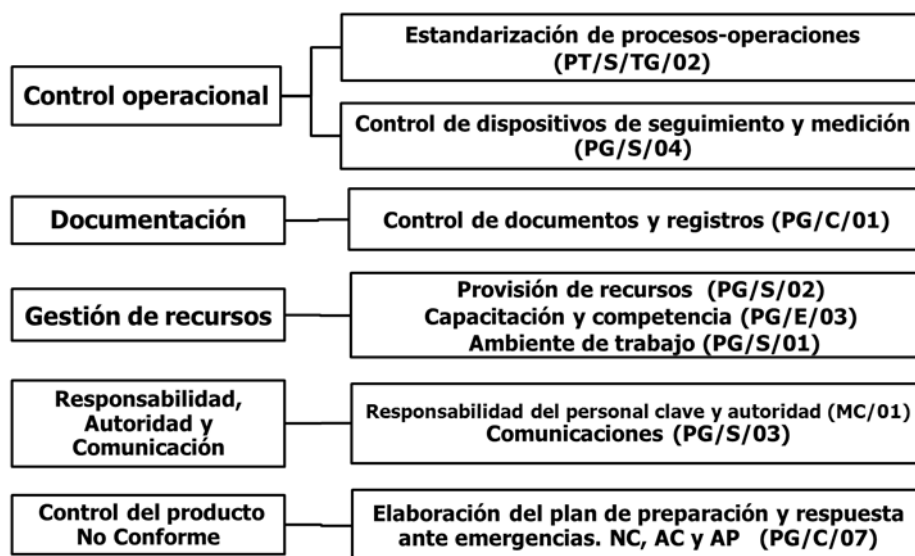 Control operacional
Estandarización de procesos-operaciones
(PT/S/TG/02)
Control de dispositivos de seguimiento y medición
(PG/S/04)
Documentación
Control de documentos y registros (PG/C/01)
Gestión de recursos
Provisión de recursos (PG/S/02)
Capacitación y competencia (PG/E/03)
Ambiente de trabajo (PG/S/01)
Responsabilidad,
Autoridad y
Comunicación
Responsabilidad del personal clave y autoridad (MC/01)
Comunicaciones (PG/S/03)
Control del producto
No Conforme
Elaboración del plan de preparación y respuesta
ante emergencias. NC, AC y AP (PG/C/07)